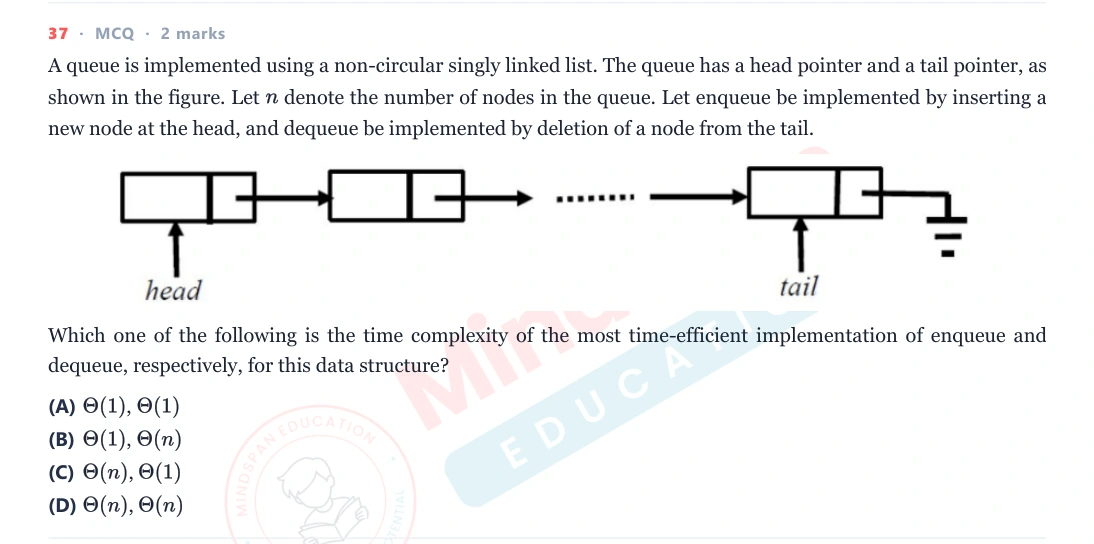 37 · MCQ · 2 marks
A queue is implemented using a non-circular singly linked list. The queue has a head pointer and a tail pointer, as
shown in the figure. Let n denote the number of nodes in the queue. Let enqueue be implemented by inserting a
new node at the head, and dequeue be implemented by deletion of a node from the tail.
head
tail
Which one of the following is the time complexity of the most time-efficient implementation of enqueue and
dequeue, respectively, for this data structure?
(A) Θ(1), Θ(1)
(B) Θ(1), Θ(n)
(C) Θ(n), Θ(1)
(D) Θ(n), Θ(n)
MINDSPAN EDUCATION